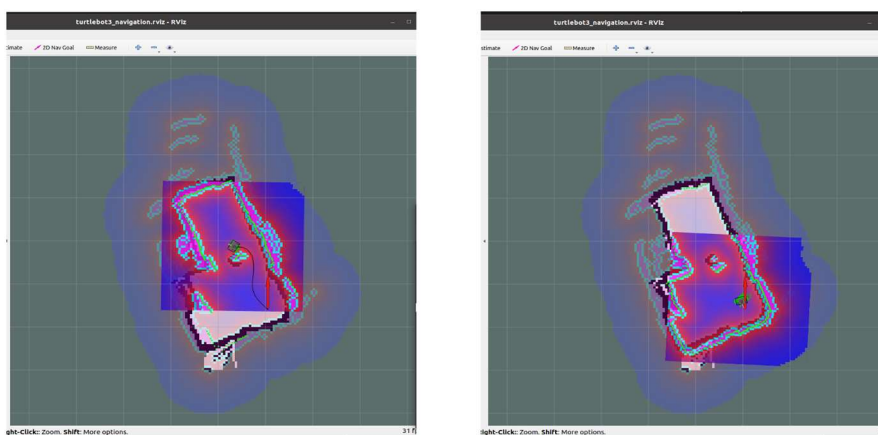 turtlebot3_navigation.rviz - RViz
timate 2D Nav Goal Measure
ght-Click: Zoom. Shift: More options.
31 f
turtlebot3_navigation.rviz - RViz
stimate 2D Nav Goal Measure
ight-Click: Zoom. Shift: More options.